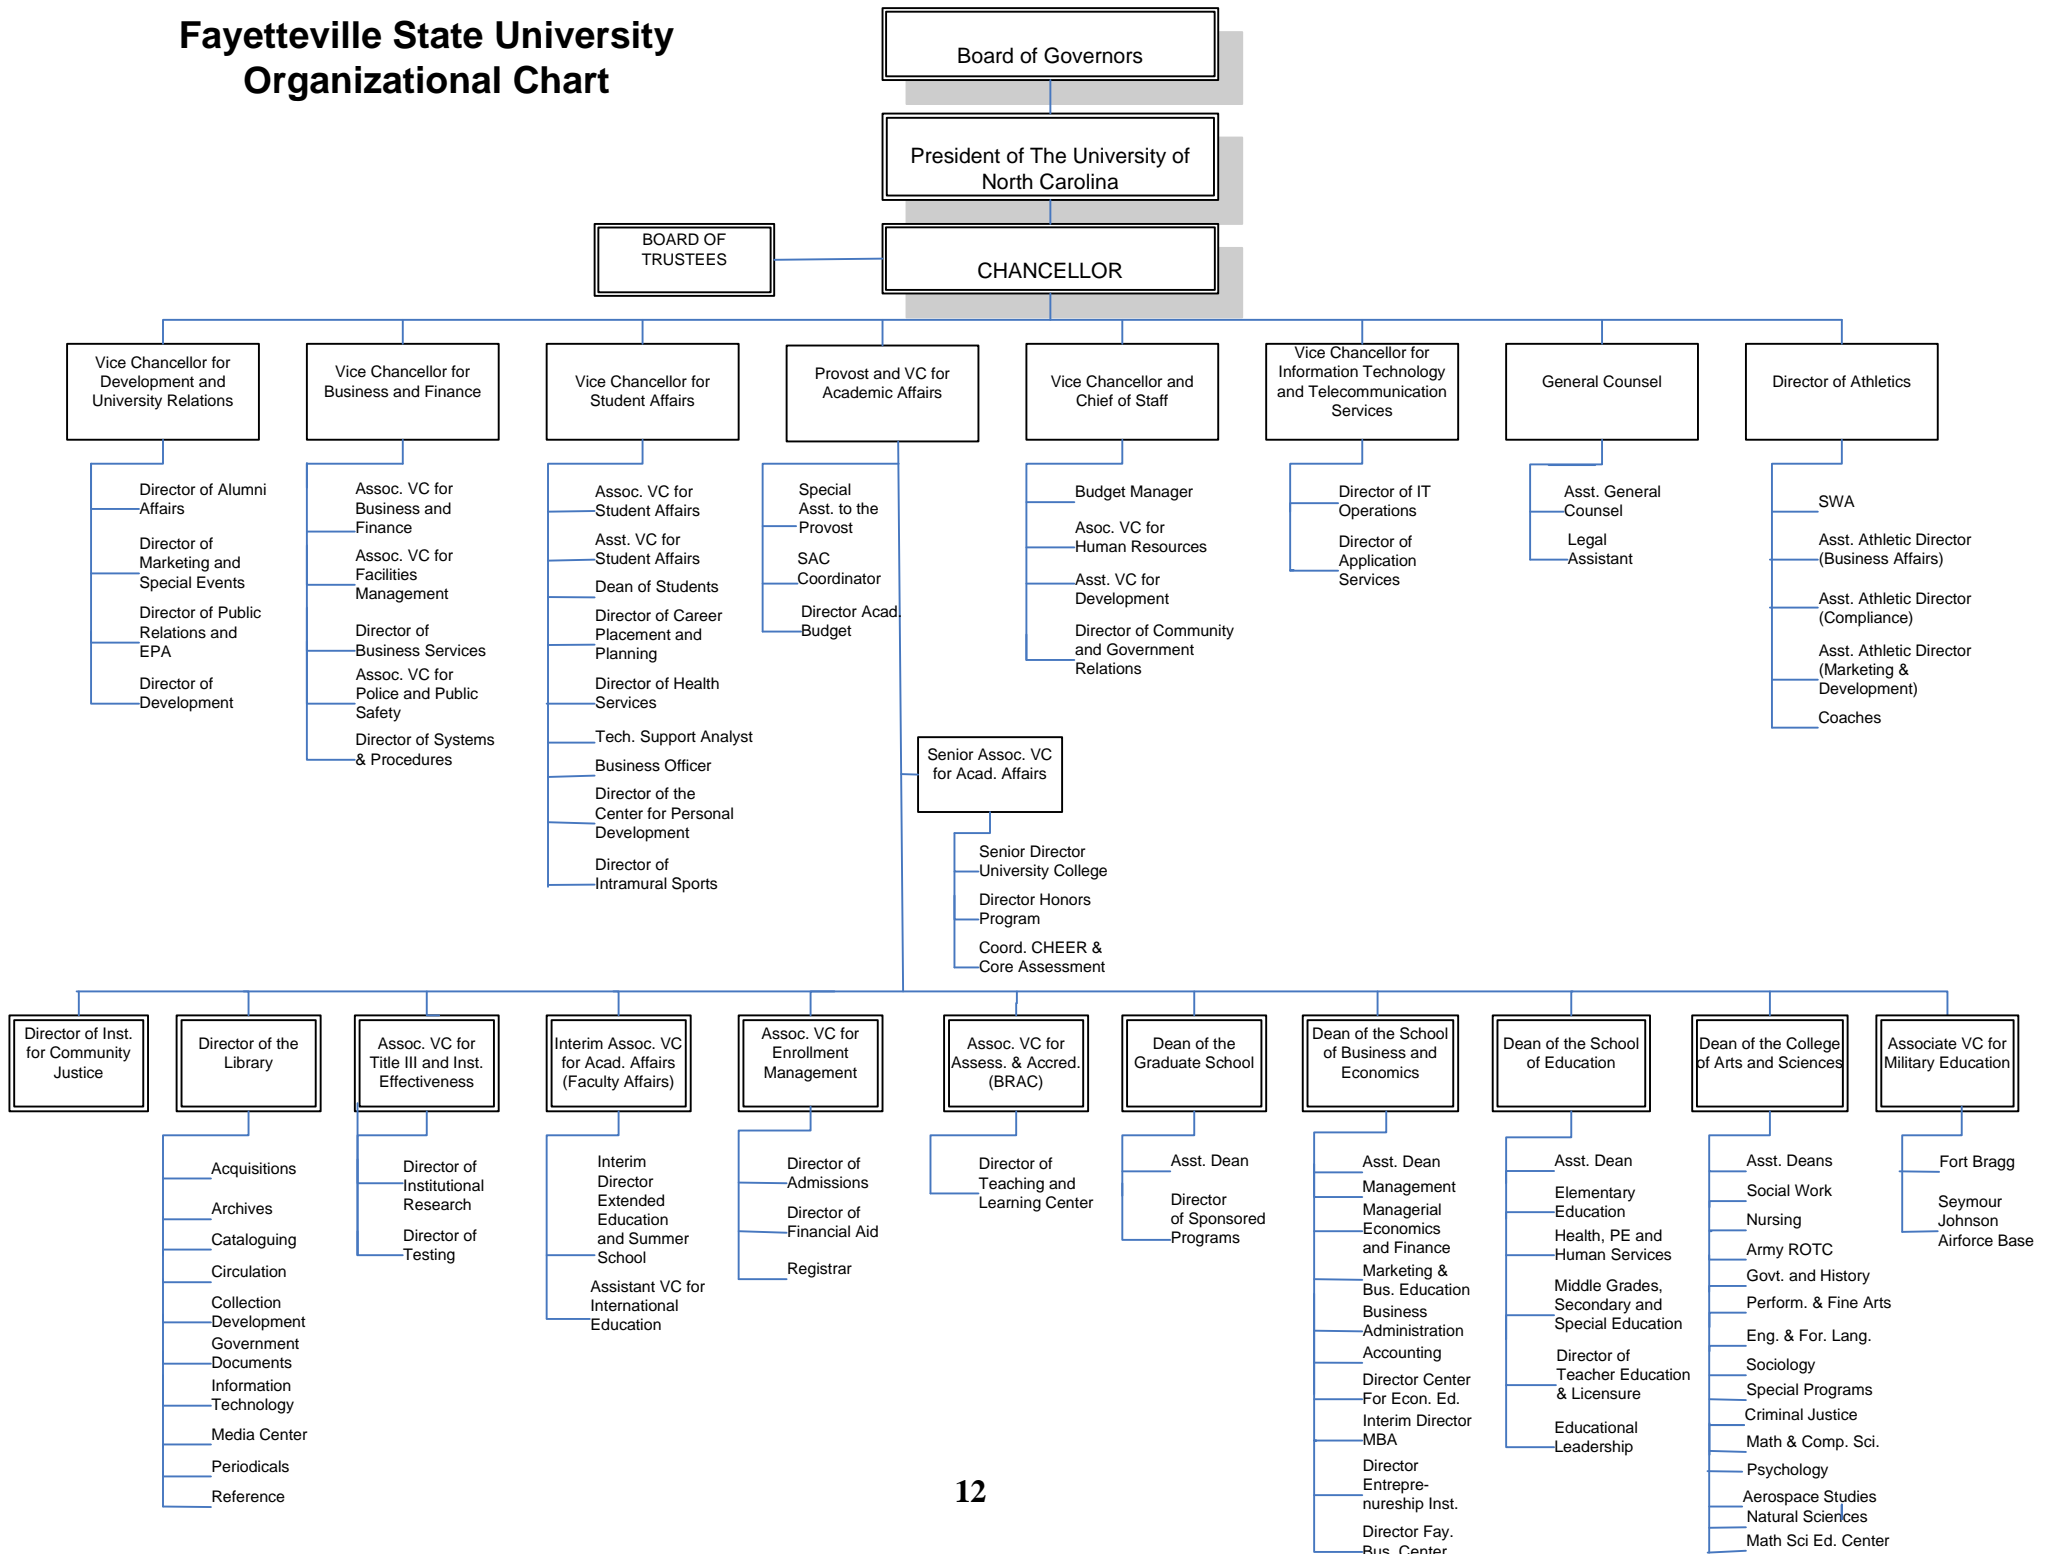 Fayetteville State University
Organizational Chart
Board of Governors
President of The University of
North Carolina
BOARD OF
TRUSTEES
CHANCELLOR
Vice Chancellor for
Development and
University Relations
Vice Chancellor for
Business and Finance
Vice Chancellor for
Student Affairs
Provost and VC for
Academic Affairs
Vice Chancellor and
Chief of Staff
Vice Chancellor for
Information Technology
and Telecommunication
Services
General Counsel
Director of Athletics
Director of Alumni
Affairs
Director of
Marketing and
Special Events
Director of Public
Relations and
EPA
Director of
Development
Assoc. VC for
Business and
Finance
Assoc. VC for
Facilities
Management
Director of
Business Services
Assoc. VC for
Police and Public
Safety
Director of Systems
& Procedures
Assoc. VC for
Student Affairs
Asst. VC for
Student Affairs
Dean of Students
Director of Career
Placement and
Planning
Director of Health
Services
Tech. Support Analyst
Business Officer
Director of the
Center for Personal
Development
Director of
Intramural Sports
Special
Asst. to the
Provost
SAC
Coordinator
Director Acad.
Budget
Budget Manager
Asoc. VC for
Human Resources
Asst. VC for
Development
Director of Community
and Government
Relations
Director of IT
Operations
Director of
Application
Services
Asst. General
Counsel
Legal
Assistant
SWA
Asst. Athletic Director
(Business Affairs)
Asst. Athletic Director
(Compliance)
Asst. Athletic Director
(Marketing &
Development)
Coaches
Senior Assoc. VC
for Acad. Affairs
Senior Director
University College
Director Honors
Program
Coord. CHEER &
Core Assessment
Director of Inst.
for Community
Justice
Director of the
Library
Assoc. VC for
Title III and Inst.
Effectiveness
Interim Assoc. VC
for Acad. Affairs
(Faculty Affairs)
Assoc. VC for
Enrollment
Management
Assoc. VC for
Assess. & Accred.
(BRAC)
Dean of the
Graduate School
Dean of the School
of Business and
Economics
Dean of the School
of Education
Dean of the College
of Arts and Sciences
Associate VC for
Military Education
Acquisitions
Archives
Cataloguing
Circulation
Collection
Development
Government
Documents
Information
Technology
Media Center
Periodicals
Reference
Director of
Institutional
Research
Director of
Testing
Interim
Director
Extended
Education
and Summer
School
Assistant VC for
International
Education
Director of
Admissions
Director of
Financial Aid
Registrar
Director of
Teaching and
Learning Center
Asst. Dean
Director
of Sponsored
Programs
Asst. Dean
Management
Managerial
Economics
and Finance
Marketing &
Bus. Education
Business
Administration
Accounting
Director Center
For Econ. Ed.
Interim Director
MBA
Director
Entrepre-
nureship Inst.
Director Fay.
Bus. Center
Asst. Dean
Elementary
Education
Health, PE and
Human Services
Middle Grades,
Secondary and
Special Education
Director of
Teacher Education
& Licensure
Educational
Leadership
Asst. Deans
Social Work
Nursing
Army ROTC
Govt. and History
Perform. & Fine Arts
Eng. & For. Lang.
Sociology
Special Programs
Criminal Justice
Math & Comp. Sci.
Psychology
Aerospace Studies
Natural Sciences
Math Sci Ed. Center
Fort Bragg
Seymour
Johnson
Airforce Base
12